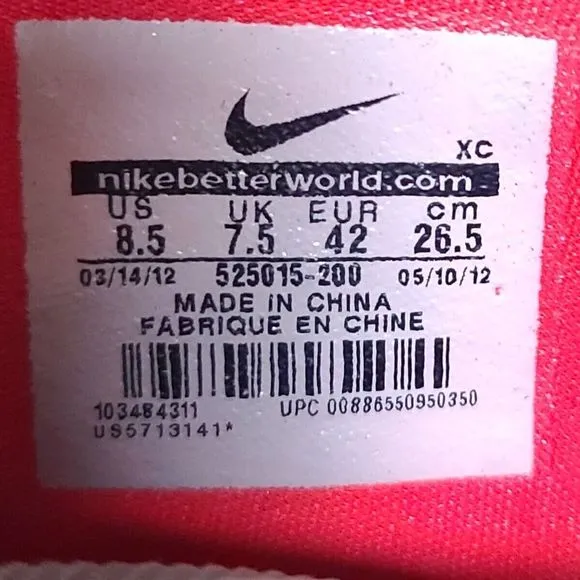 XC
nikebetterworld.com
US UK EUR cm
8.5 7.5 42 26.5
03/14/12 525015-200 05/10/12
MADE IN CHINA
FABRIQUE EN CHINE
103484311 UPC 00886550950350
US5713141*